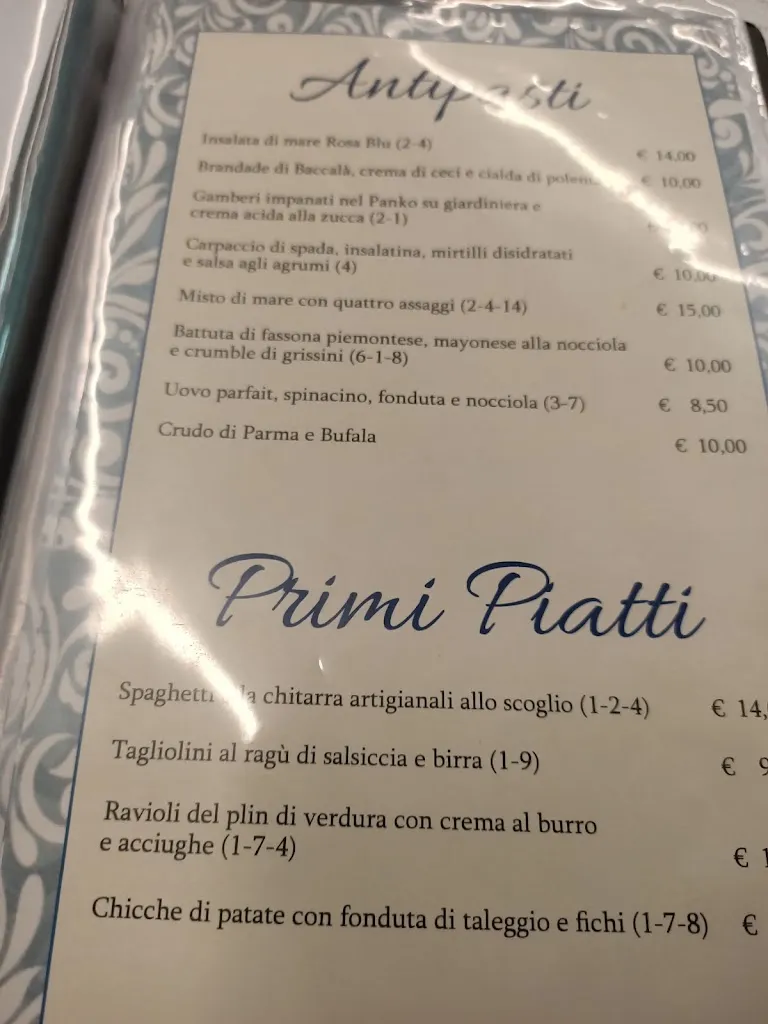 Antipasti
Insalata di mare Rosa Blu (2-4) € 14,00
Brandade di Baccalà, crema di ceci e cialda di € 10,00
Gamberi impanati nel Panko su giardiniera e
crema acida alla zucca (2-1) €
Carpaccio di spada, insalatina, mirtilli disidratati
e salsa agli agrumi (4) € 10,00
Misto di mare con quattro assaggi (2-4-14) € 15,00
Battuta di fassona piemontese, mayonese alla nocciola
e crumble di grissini (6-1-8) € 10,00
Uovo parfait, spinacino, fonduta e nocciola (3-7) € 8,50
Crudo di Parma e Bufala € 10,00
Primi Piatti
Spaghetti chitarra artigianali allo scoglio (1-2-4) € 14,
Tagliolini al ragù di salsiccia e birra (1-9) € 9
Ravioli del plin di verdura con crema al burro
e acciughe (1-7-4) € 1
Chicche di patate con fonduta di taleggio e fichi (1-7-8) €